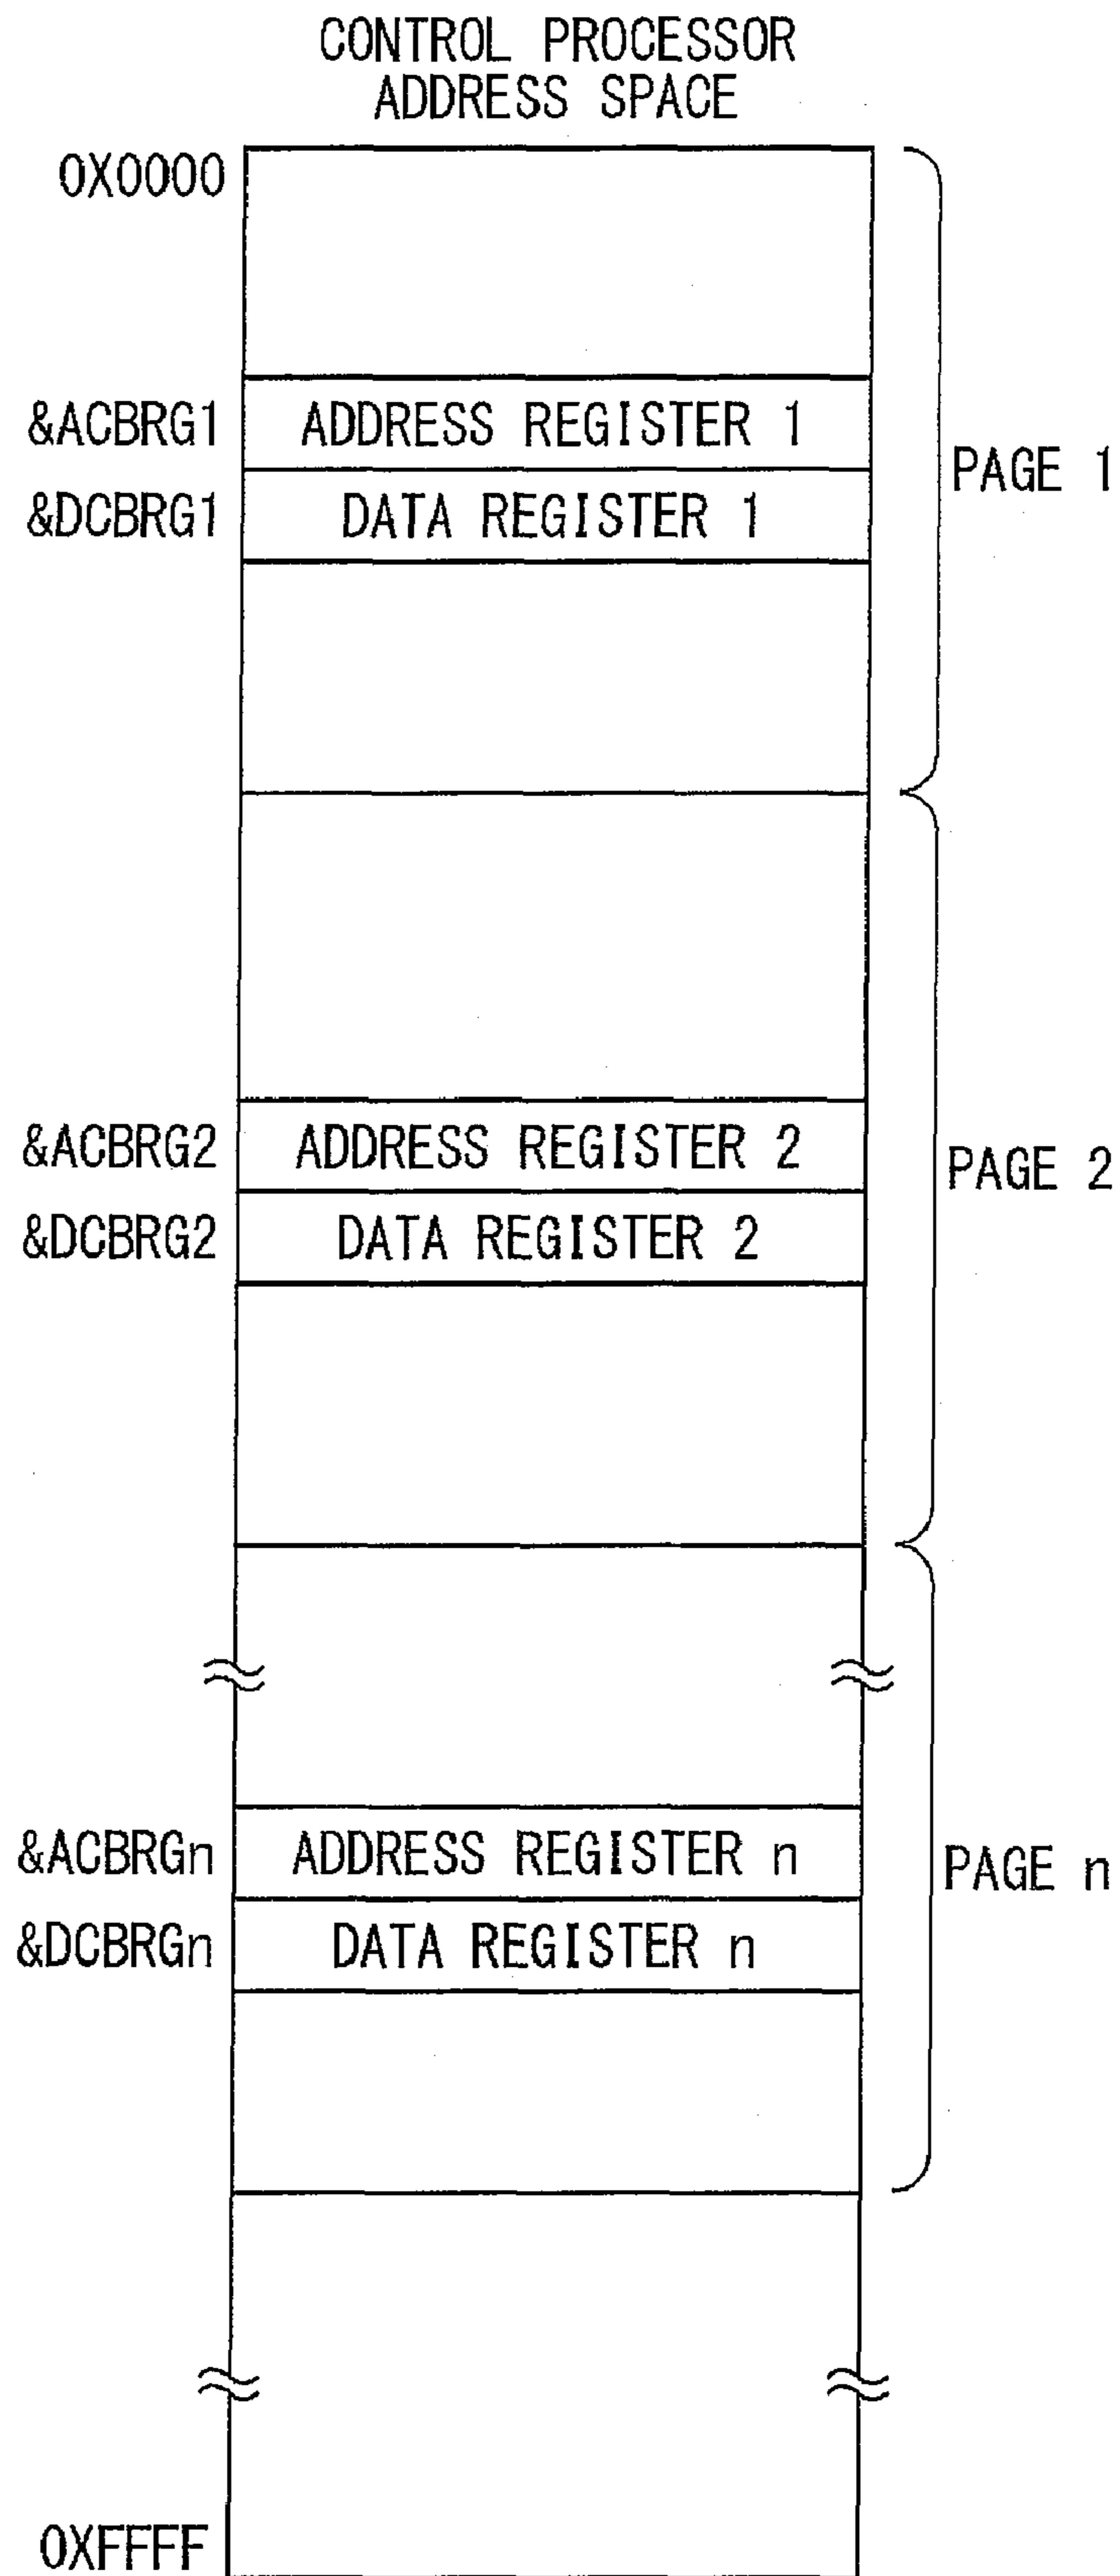 CONTROL PROCESSOR
ADDRESS SPACE
0X0000
&ACBRG1 ADDRESS REGISTER 1
PAGE 1
&DCBRG1 DATA REGISTER 1
&ACBRG2 ADDRESS REGISTER 2
PAGE 2
&DCBRG2 DATA REGISTER 2
&ACBRGn ADDRESS REGISTER n
PAGE n
&DCBRGn DATA REGISTER n
0XFFFF